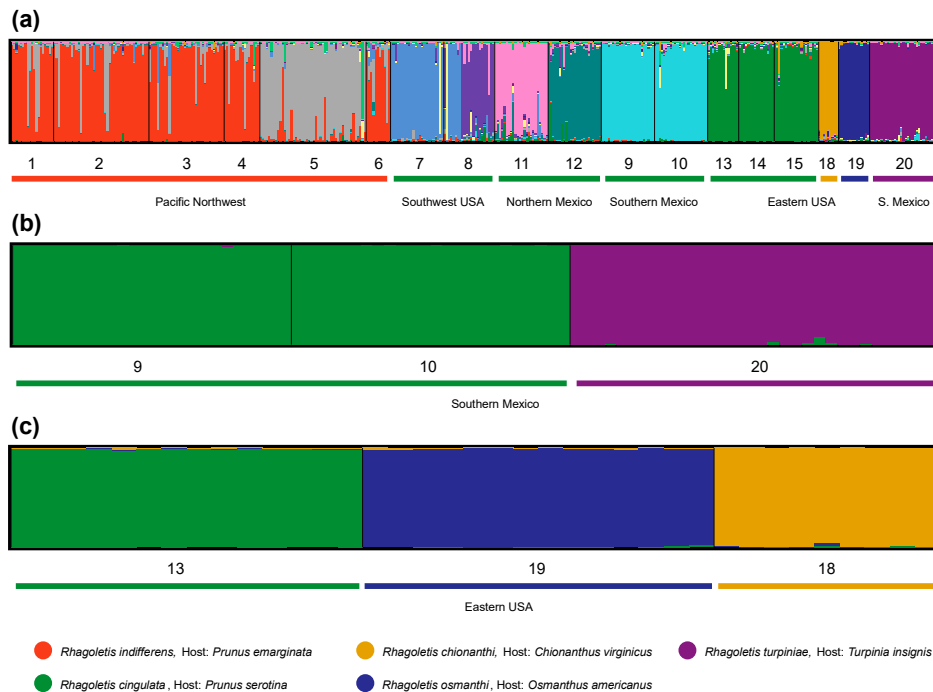 (a)
1 2 3 4 5 6 7 8 11 12 9 10 13 14 15 18 19 20
Pacific Northwest Southwest USA Northern Mexico Southern Mexico Eastern USA S. Mexico
(b)
9 10 20
Southern Mexico
(c)
13 19 18
Eastern USA
Rhagoletis indifferens, Host: Prunus emarginata Rhagoletis chionanthi, Host: Chionanthus virginicus Rhagoletis turpiniae, Host: Turpinia insignis
Rhagoletis cingulata, Host: Prunus serotina Rhagoletis osmanthi, Host: Osmanthus americanus